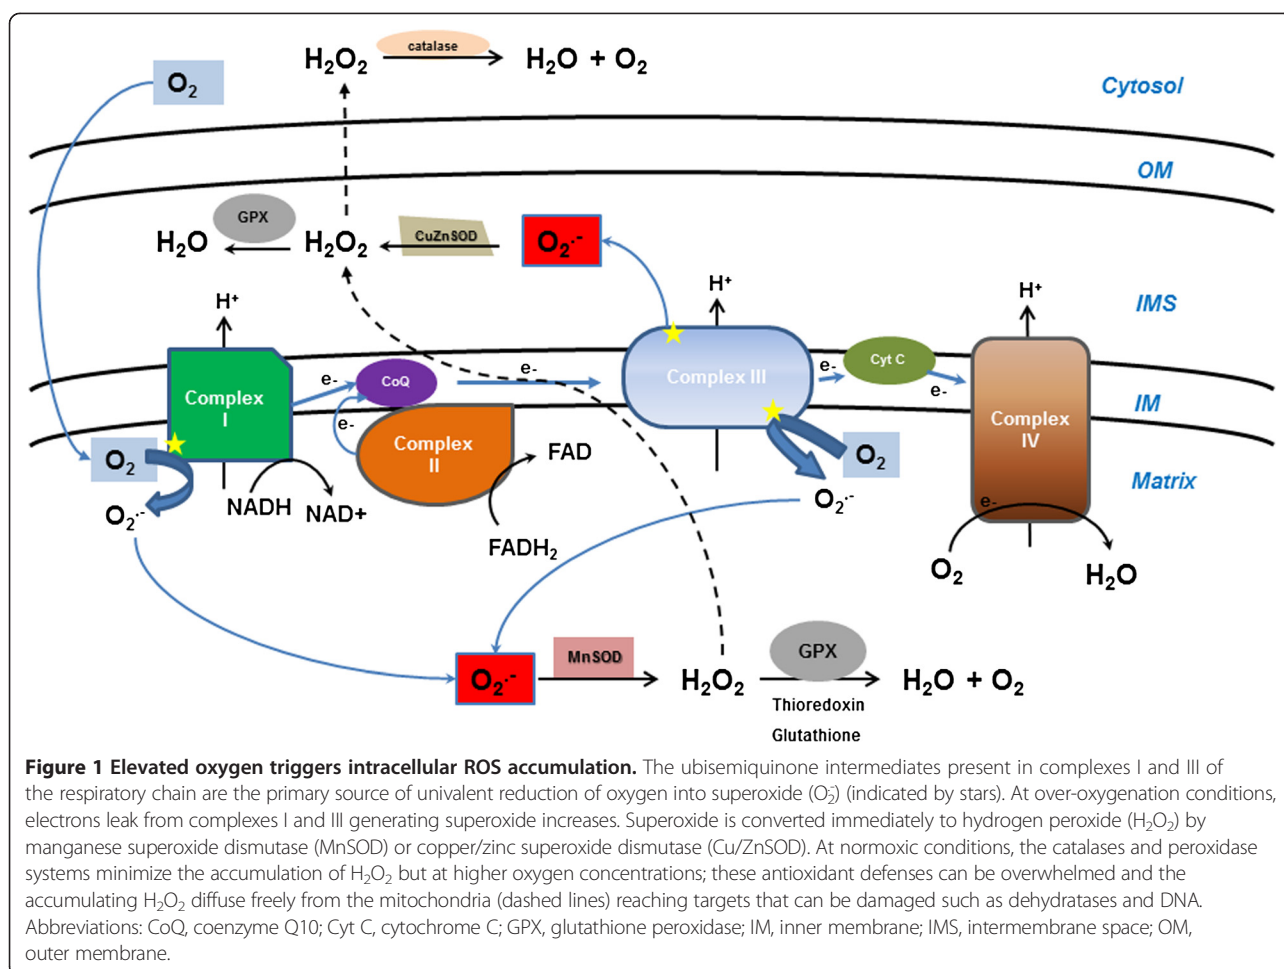 H₂O₂ catalase H₂O + O₂
O₂
Cytosol
OM
GPX
H₂O H₂O₂ CuZnSOD O₂·-
IMS
H⁺ H⁺ H⁺
Complex I
e-
CoQ
e-
Complex III
e-
Cyt C
e-
Complex IV
IM
e-
Complex II
O₂
O₂·-
NADH NAD+
FAD
FADH₂
O₂
O₂·-
Matrix
e-
O₂ H₂O
O₂·- MnSOD H₂O₂ GPX H₂O + O₂
Thioredoxin
Glutathione
Figure 1 Elevated oxygen triggers intracellular ROS accumulation. The ubisemiquinone intermediates present in complexes I and III of
the respiratory chain are the primary source of univalent reduction of oxygen into superoxide (O₂⁻) (indicated by stars). At over-oxygenation conditions,
electrons leak from complexes I and III generating superoxide increases. Superoxide is converted immediately to hydrogen peroxide (H₂O₂) by
manganese superoxide dismutase (MnSOD) or copper/zinc superoxide dismutase (Cu/ZnSOD). At normoxic conditions, the catalases and peroxidase
systems minimize the accumulation of H₂O₂ but at higher oxygen concentrations; these antioxidant defenses can be overwhelmed and the
accumulating H₂O₂ diffuse freely from the mitochondria (dashed lines) reaching targets that can be damaged such as dehydratases and DNA.
Abbreviations: CoQ, coenzyme Q10; Cyt C, cytochrome C; GPX, glutathione peroxidase; IM, inner membrane; IMS, intermembrane space; OM,
outer membrane.